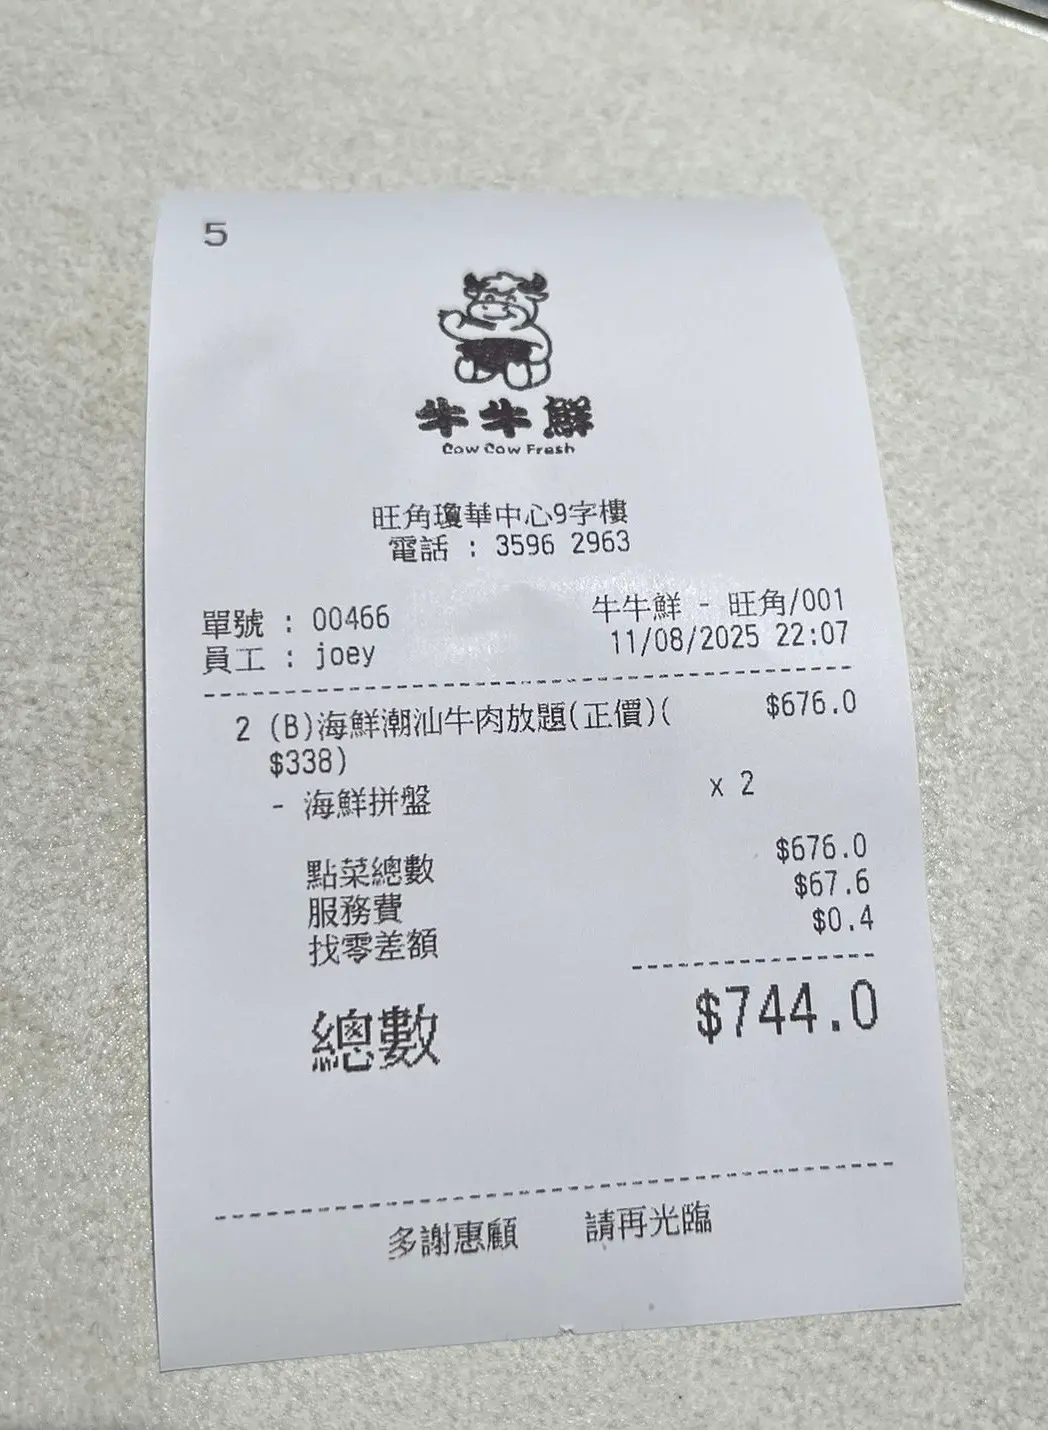 5
牛牛鮮
Cow Cow Fresh
旺角瓊華中心9字樓
電話 : 3596 2963
單號 : 00466
牛牛鮮 - 旺角/001
員工 : joey
11/08/2025 22:07
2 (B)海鮮潮汕牛肉放題(正價)( $676.0
$338)
- 海鮮拼盤 x 2
點菜總數 $676.0
服務費 $67.6
找零差額 $0.4
總數 $744.0
多謝惠顧 請再光臨